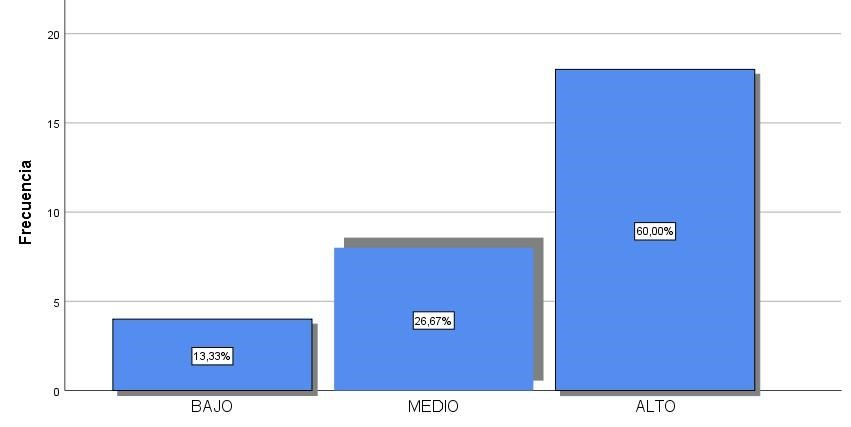 20
15
10
5
0
Frecuencia
13,33%
26,67%
60,00%
BAJO
MEDIO
ALTO